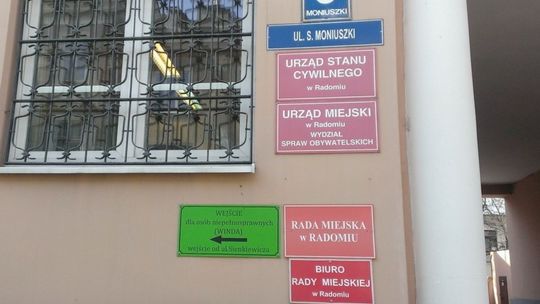 MONIUSZKI
UL. S. MONIUSZKI
URZĄD STANU
CYWILNEGO
w Radomiu
URZĄD MIEJSKI
w Radomiu
WYDZIAŁ
SPRAW OBYWATELSKICH
WEJŚCIE
dla osób niepełnosprawnych
(WINDA)
wejście od ul.Sienkiewicza
RADA MIEJSKA
w RADOMIU
BIURO
RADY MIEJSKIEJ
w Radomiu